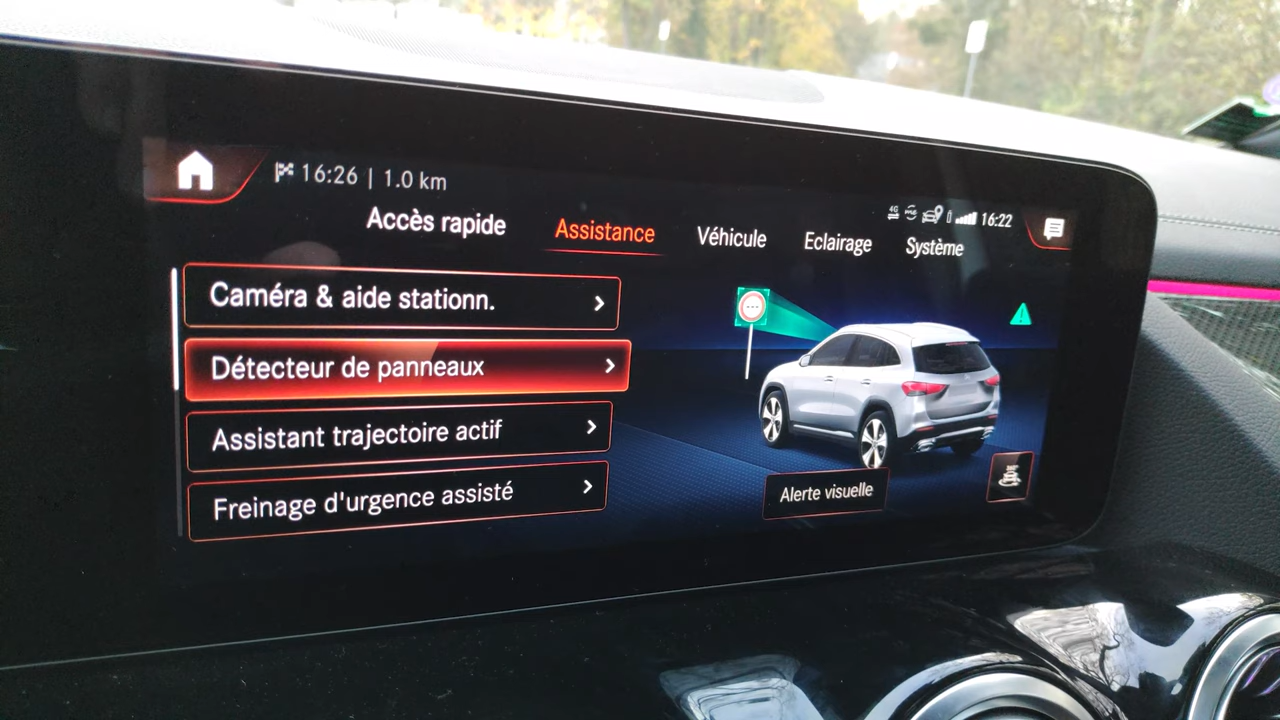 16:26 | 1.0 km
4G 16:22
Accès rapide Assistance Véhicule Eclairage Système
Caméra & aide stationn.
Détecteur de panneaux
Assistant trajectoire actif
Freinage d'urgence assisté
Alerte visuelle